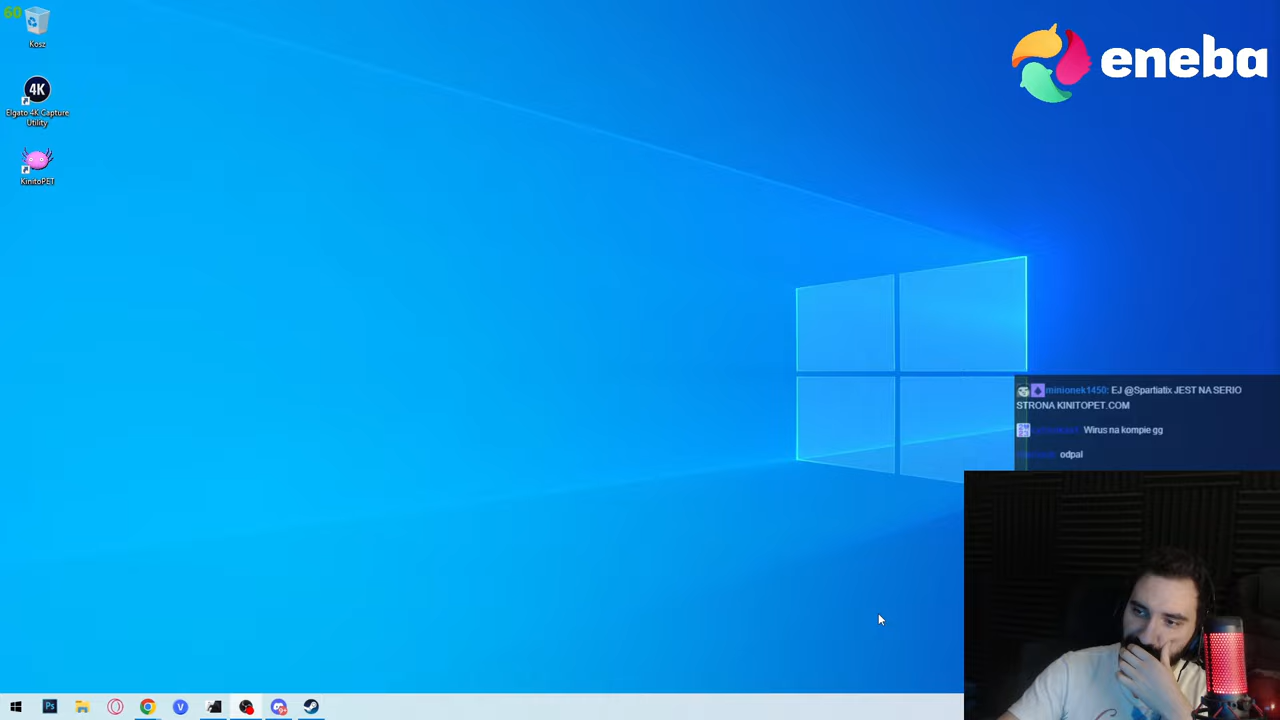 60
Kosz
4K
Elgato 4K Capture
Utility
KinitoPET
eneba
minionek1450: EJ @Spartiatix JEST NA SERIO
STRONA KINITOPET.COM
Wirus na kompie gg
odpal
Ps
V